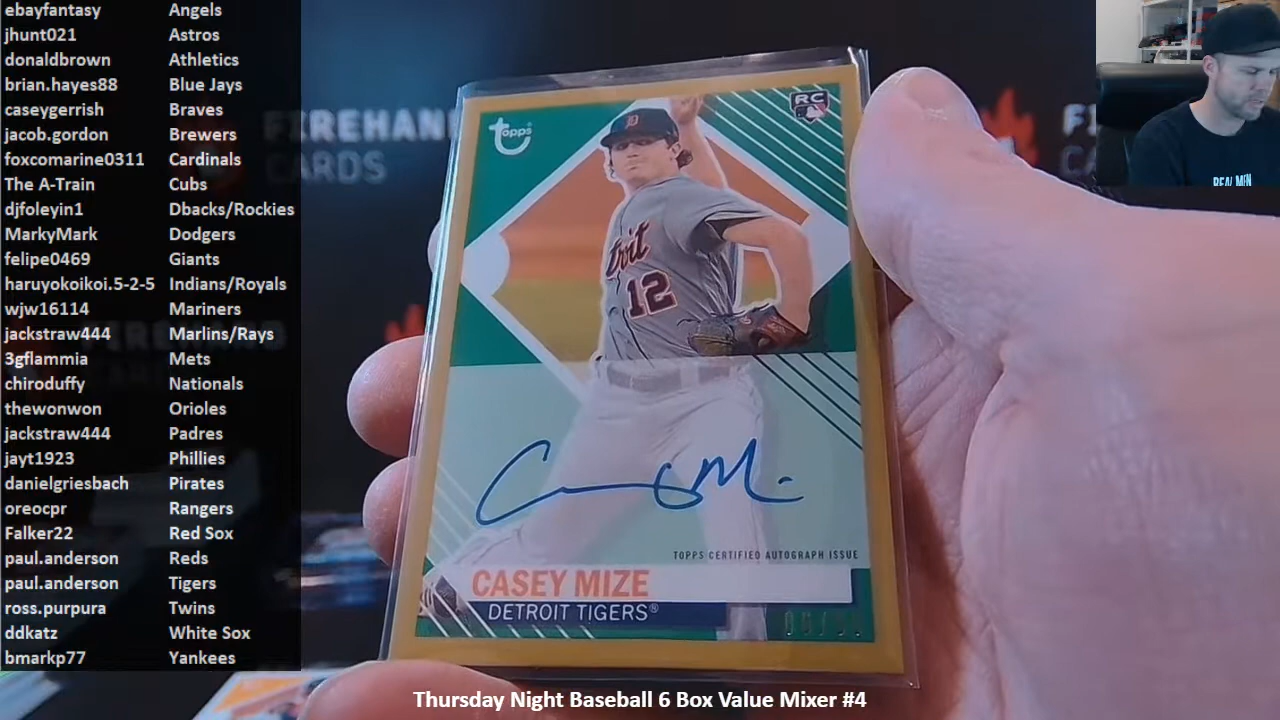 ebayfantasy Angels
jhunt021 Astros
donaldbrown Athletics
brian.hayes88 Blue Jays
caseygerrish Braves
jacob.gordon Brewers
foxcomarine0311 Cardinals
The A-Train Cubs
djfoleyin1 Dbacks/Rockies
MarkyMark Dodgers
felipe0469 Giants
haruyokoikoi.5-2-5 Indians/Royals
wjw16114 Mariners
jackstraw444 Marlins/Rays
3gflammia Mets
chiroduffy Nationals
thewonwon Orioles
jackstraw444 Padres
jayt1923 Phillies
danielgriesbach Pirates
oreocpr Rangers
Falker22 Red Sox
paul.anderson Reds
paul.anderson Tigers
ross.purpura Twins
ddkatz White Sox
bmarkp77 Yankees
CARDS
topps
RC
D
12
TOPPS CERTIFIED AUTOGRAPH ISSUE
CASEY MIZE
DETROIT TIGERS®
REAL MEN
Thursday Night Baseball 6 Box Value Mixer #4